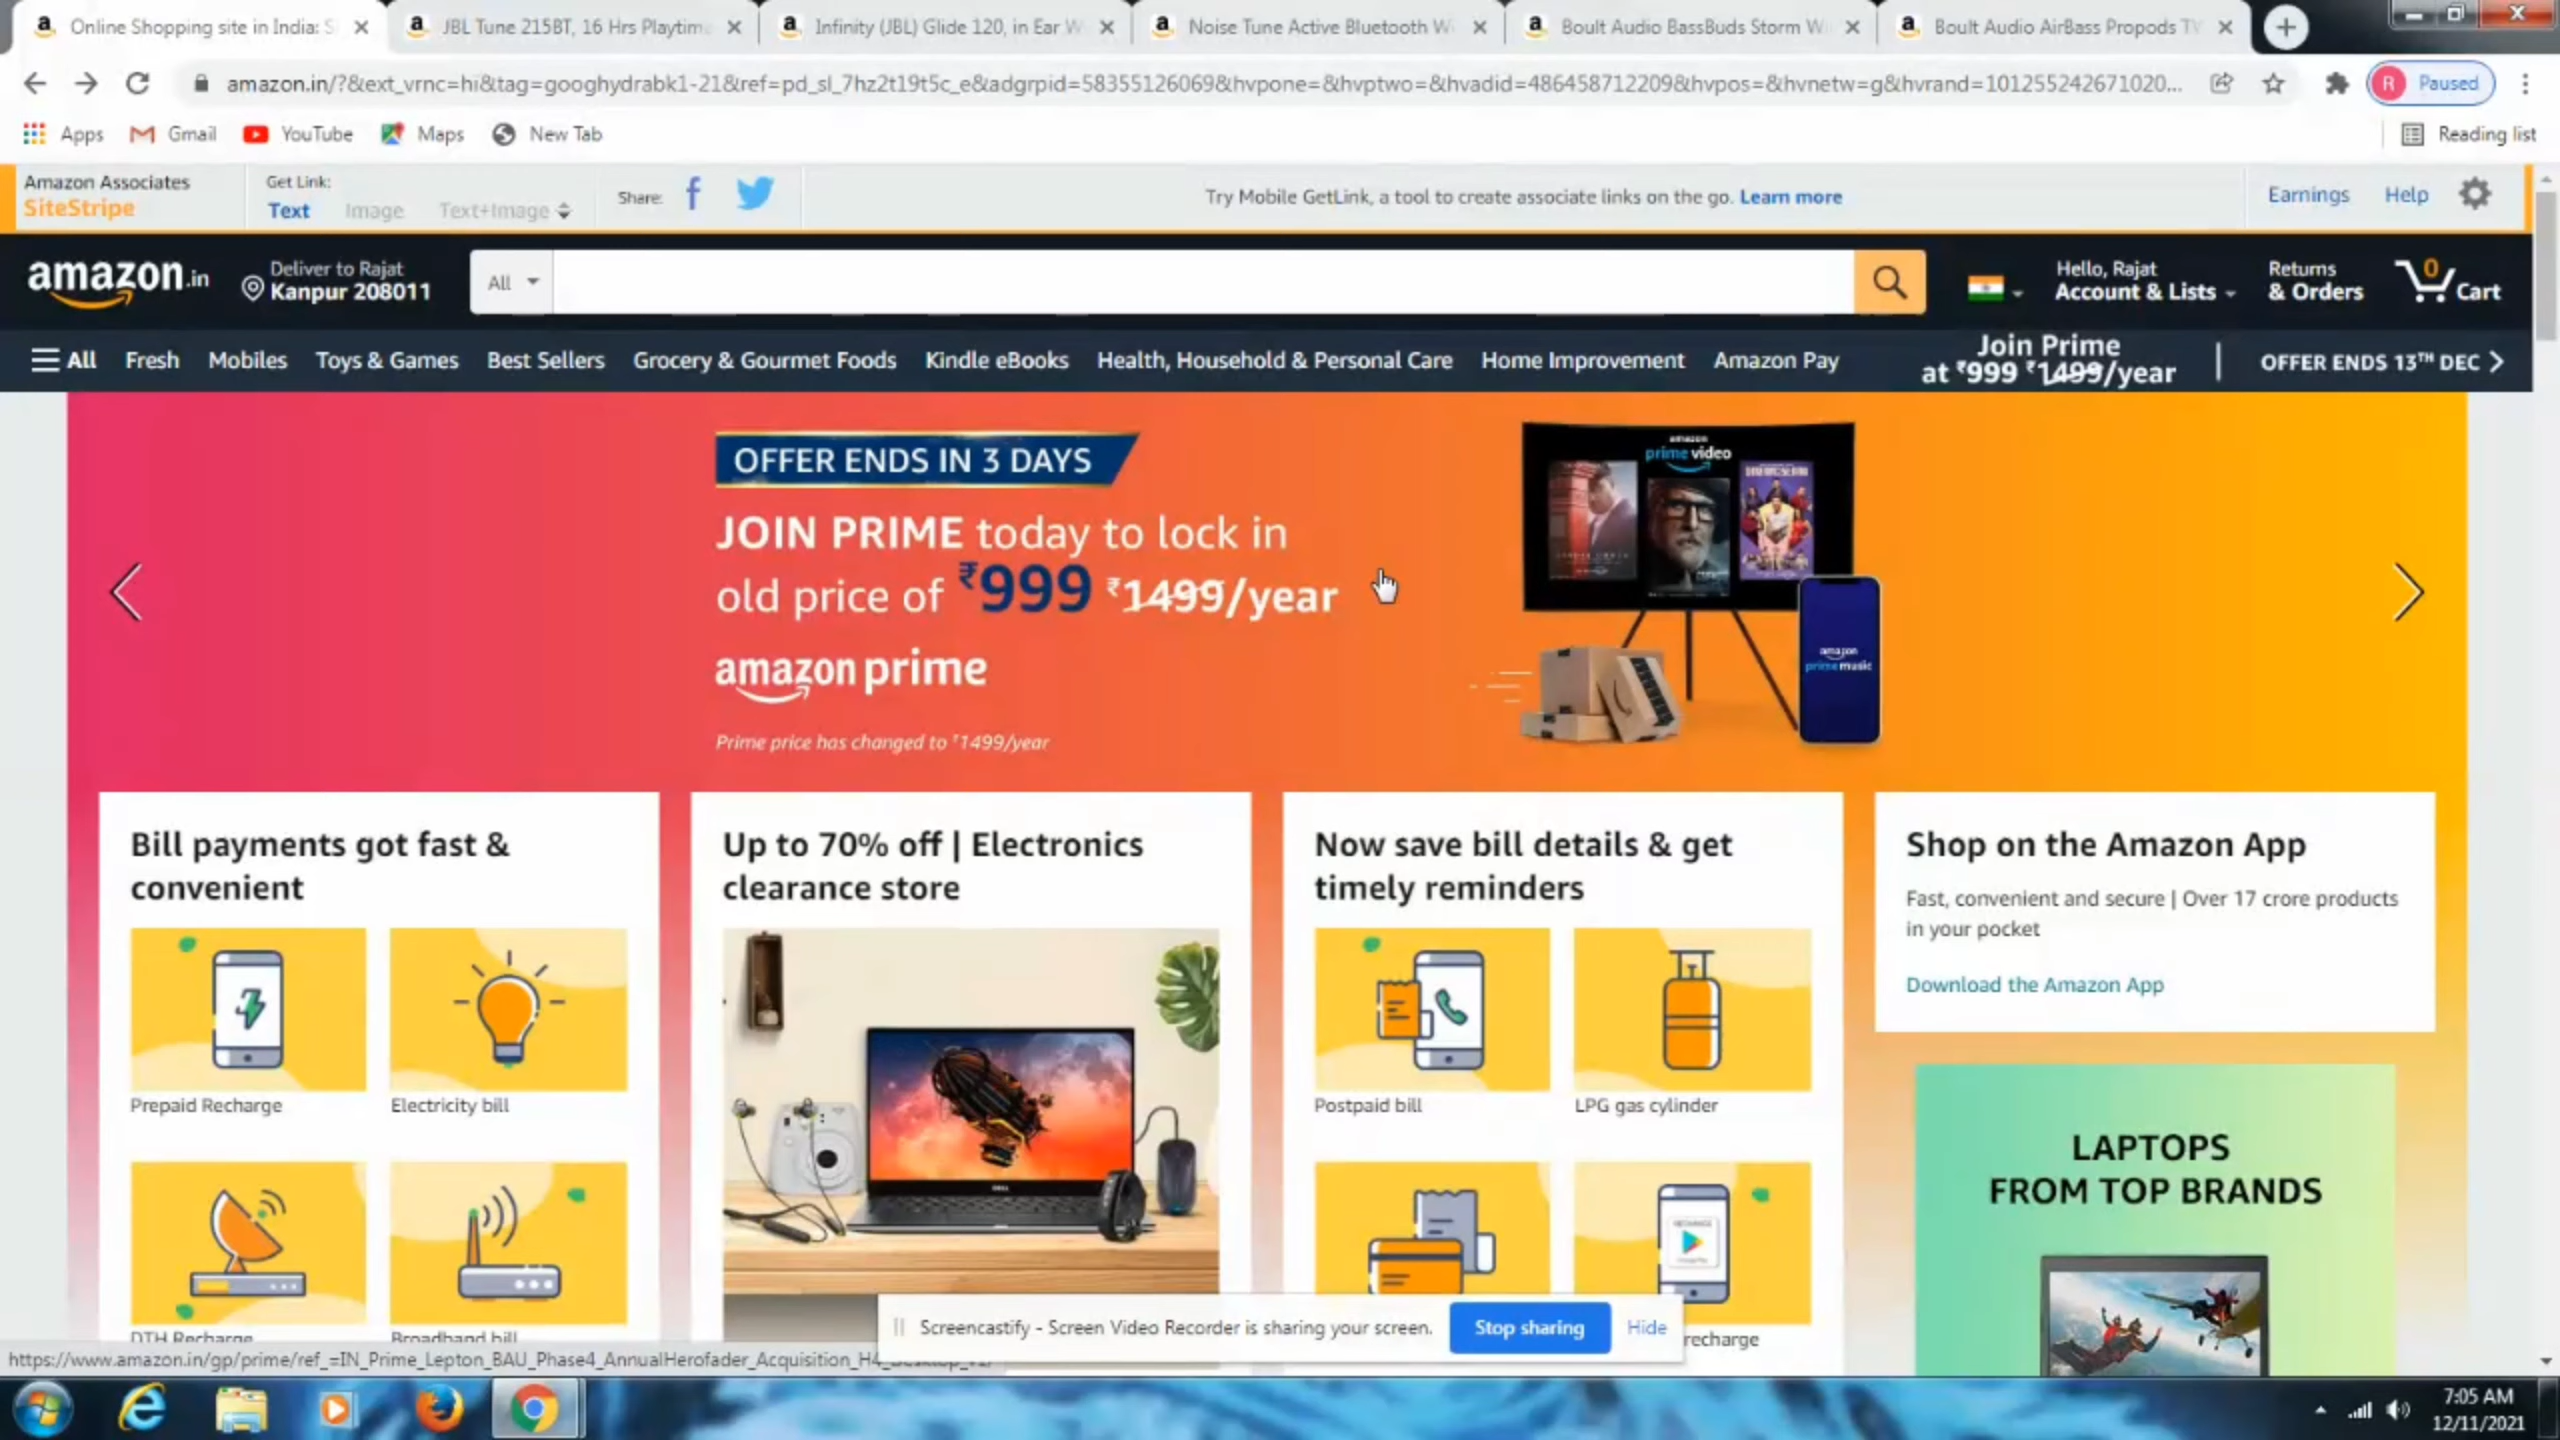 Online Shopping site in India: S
JBL Tune 215BT, 16 Hrs Playtim
Infinity (JBL) Glide 120, in Ear W
Noise Tune Active Bluetooth W
Boult Audio BassBuds Storm W
Boult Audio AirBass Propods T
amazon.in/?&ext_vrnc=hi&tag=googhydrabk1-21&ref=pd_sl_7hz2t19t5c_e&adgrpid=58355126069&hvpone=&hvptwo=&hvadid=486458712209&hvpos=&hvnetw=g&hvrand=101255242671020...
R Paused
Apps Gmail YouTube Maps New Tab
Reading list
Amazon Associates
SiteStripe
Get Link:
Text Image Text+Image
Share:
Try Mobile GetLink, a tool to create associate links on the go. Learn more
Earnings Help
amazon.in
Deliver to Rajat
Kanpur 208011
All
Hello, Rajat
Account & Lists
Returns
& Orders
0
Cart
All Fresh Mobiles Toys & Games Best Sellers Grocery & Gourmet Foods Kindle eBooks Health, Household & Personal Care Home Improvement Amazon Pay
Join Prime
at ₹999 ₹1499/year
OFFER ENDS 13TH DEC
OFFER ENDS IN 3 DAYS
JOIN PRIME today to lock in
old price of ₹999 ₹1499/year
amazon prime
Prime price has changed to ₹1499/year
amazon
prime video
amazon
prime music
Bill payments got fast &
convenient
Prepaid Recharge
Electricity bill
DTH Recharge
Broadband bill
Up to 70% off | Electronics
clearance store
Now save bill details & get
timely reminders
Postpaid bill
LPG gas cylinder
recharge
Shop on the Amazon App
Fast, convenient and secure | Over 17 crore products
in your pocket
Download the Amazon App
LAPTOPS
FROM TOP BRANDS
Screencastify - Screen Video Recorder is sharing your screen.
Stop sharing
Hide
https://www.amazon.in/gp/prime/ref_=IN_Prime_Lepton_BAU_Phase4_AnnualHerofader_Acquisition_H4
7:05 AM
12/11/2021